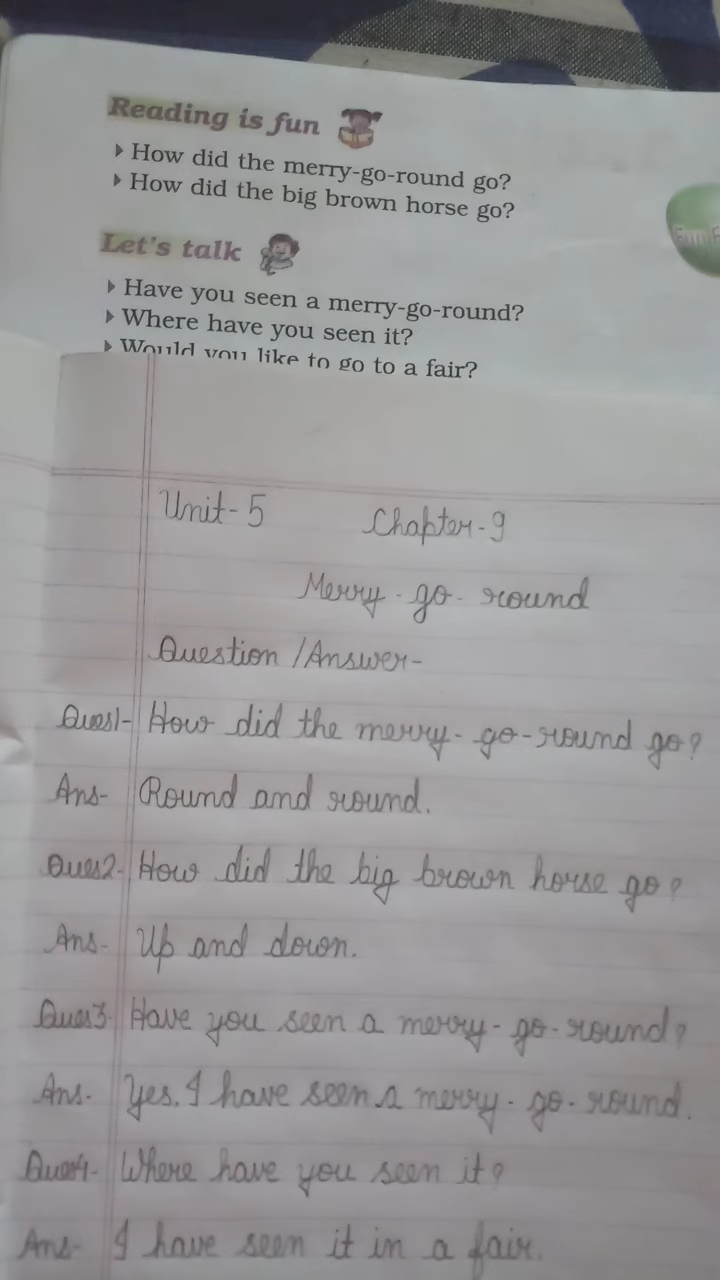 Reading is fun
How did the merry-go-round go?
How did the big brown horse go?
Let's talk
Have you seen a merry-go-round?
Where have you seen it?
Would you like to go to a fair?
Unit-5 Chapter-9
Merry-go-round
Question /Answer-
Ques1- How did the merry-go-round go?
Ans- Round and round.
Ques2- How did the big brown horse go?
Ans- Up and down.
Ques3- Have you seen a merry-go-round?
Ans- Yes. I have seen a merry-go-round.
Ques4- Where have you seen it?
Ans- I have seen it in a fair.